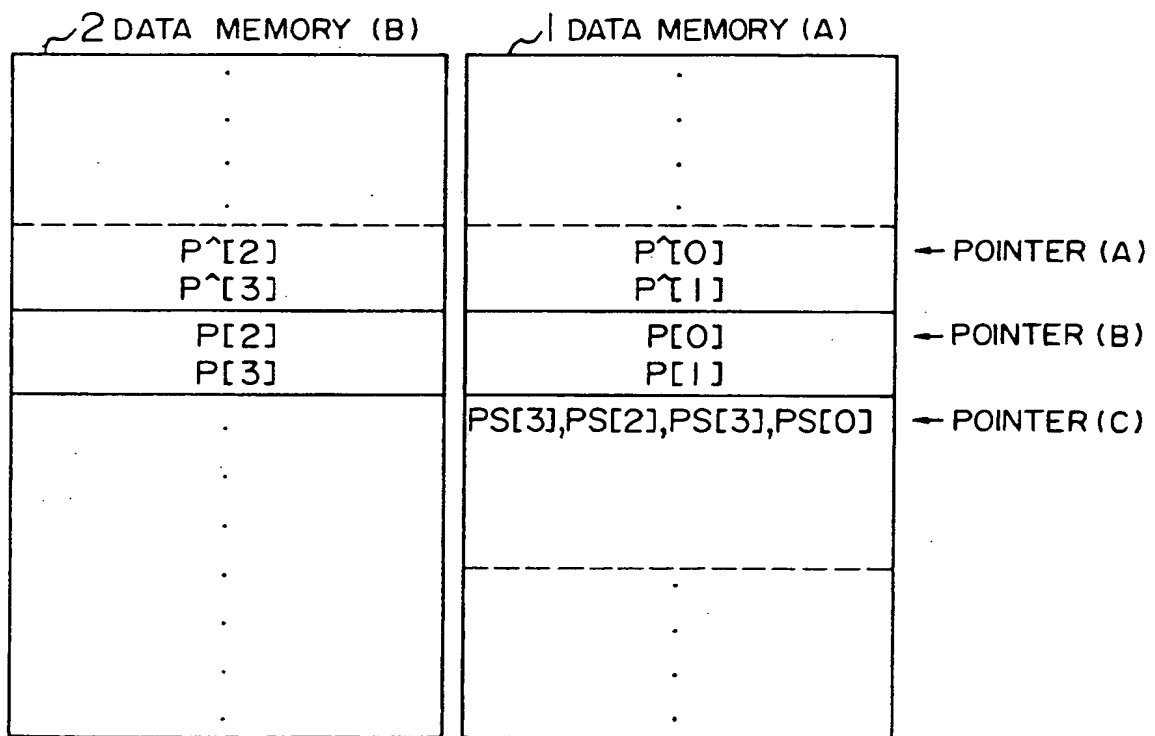 2 DATA MEMORY (B)
1 DATA MEMORY (A)
P^[2]
P^[3]
P[2]
P[3]
P^[0]
P^[1]
P[0]
P[1]
PS[3],PS[2],PS[3],PS[0]
← POINTER (A)
← POINTER (B)
← POINTER (C)